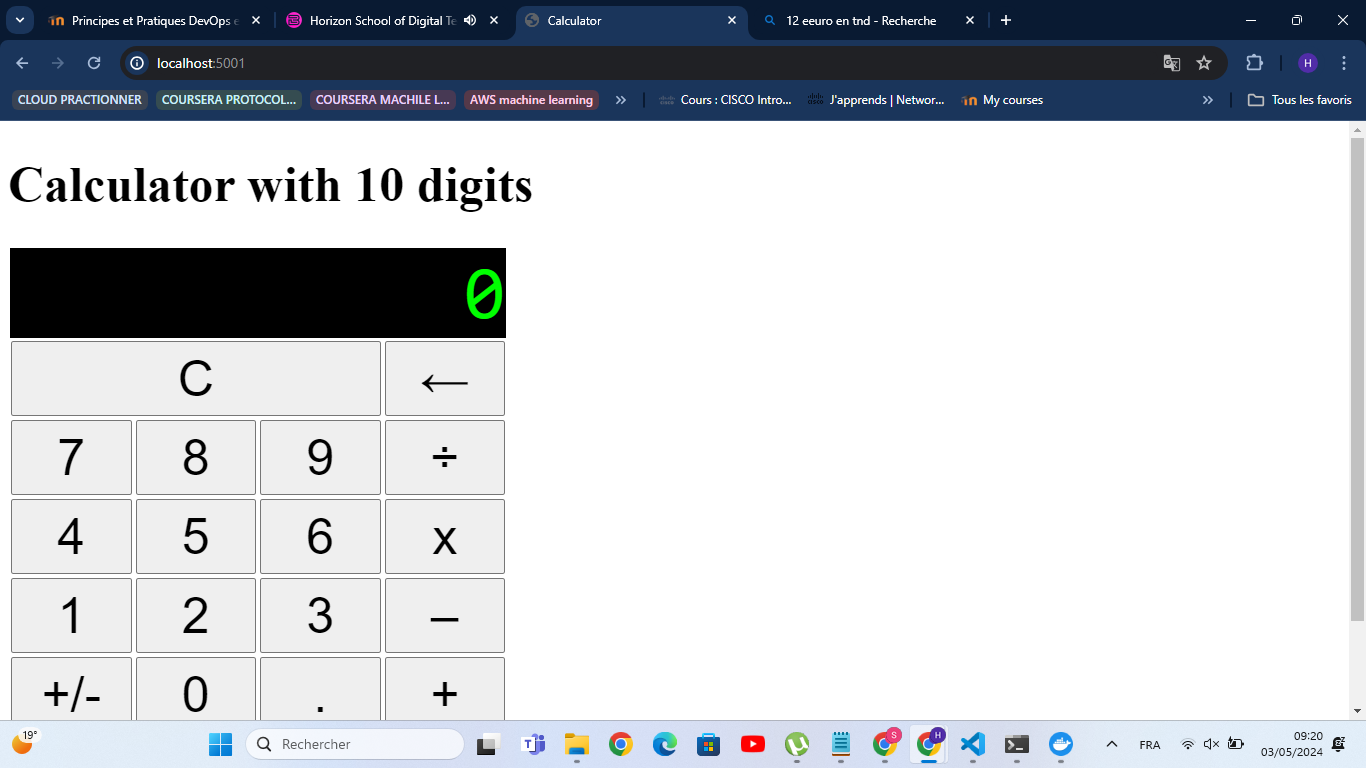 Principes et Pratiques DevOps e
Horizon School of Digital Te
Calculator
12 eeuro en tnd - Recherche
localhost:5001
H
CLOUD PRACTIONNER
COURSERA PROTOCOL...
COURSERA MACHILE L...
AWS machine learning
Cours : CISCO Intro...
J'apprends | Networ...
My courses
Tous les favoris
Calculator with 10 digits
0
C ←
7 8 9 ÷
4 5 6 x
1 2 3 –
+/- 0 . +
19°
Rechercher
S
H
FRA
09:20
03/05/2024